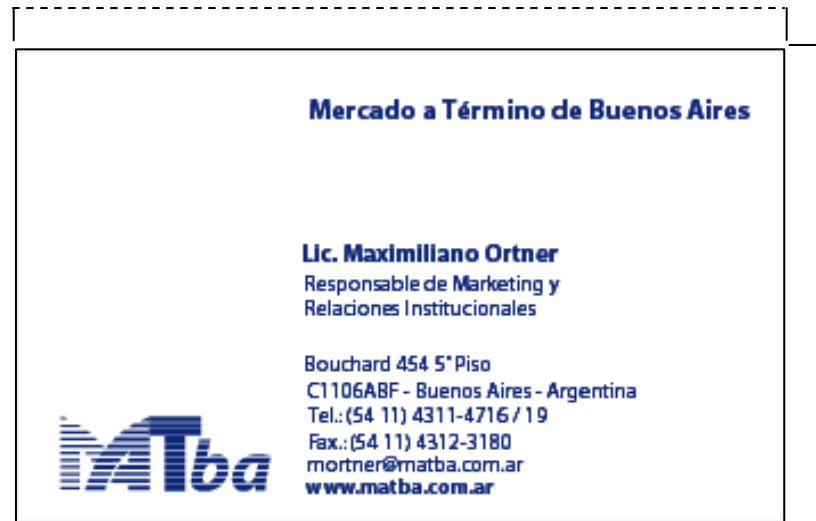 Mercado a Término de Buenos Aires
Lic. Maximiliano Ortner
Responsable de Marketing y
Relaciones Institucionales
Bouchard 454 5° Piso
C1106ABF - Buenos Aires - Argentina
Tel.: (54 11) 4311-4716 / 19
Fax.: (54 11) 4312-3180
mortner@matba.com.ar
www.matba.com.ar
MATba